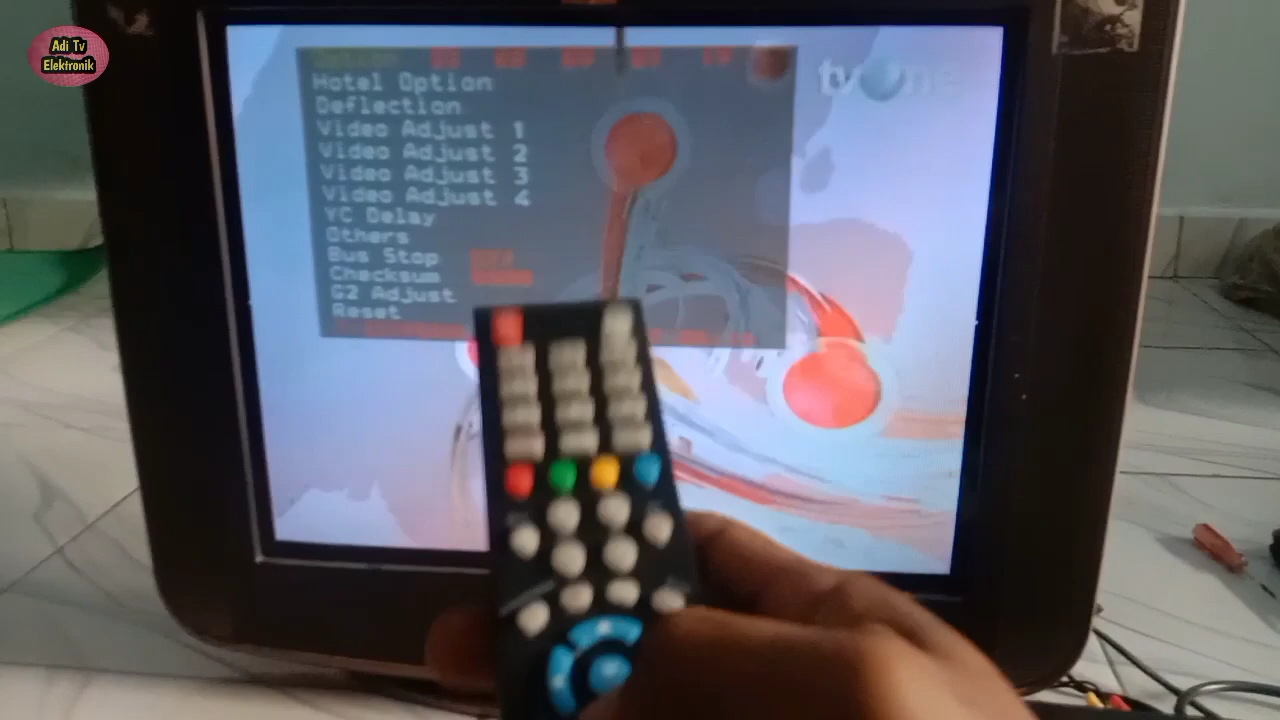 Adi Tv
Elektronik
tvOne
Hotel Option
Deflection
Video Adjust 1
Video Adjust 2
Video Adjust 3
Video Adjust 4
YC Delay
Others
Bus Stop
Checksum
G2 Adjust
Reset